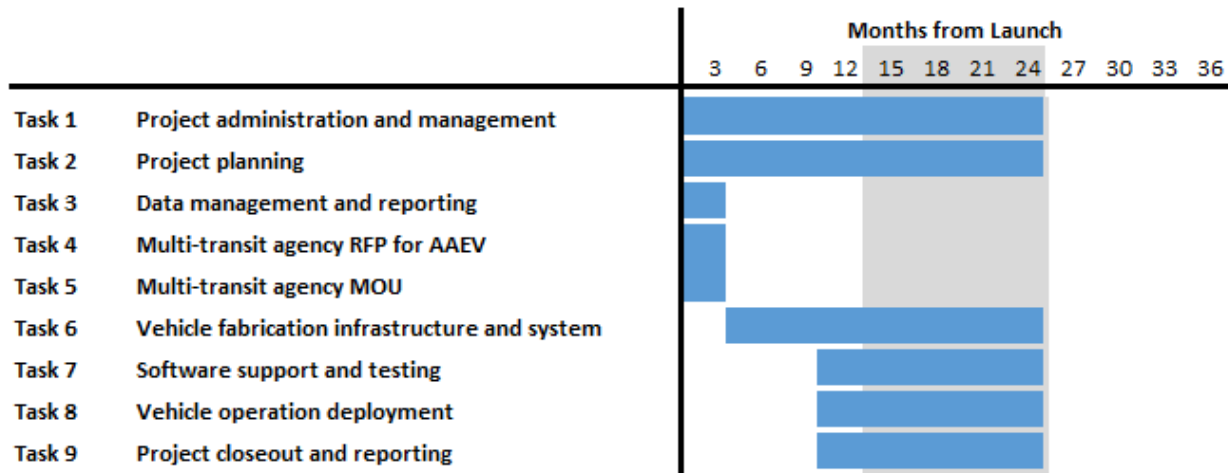 Months from Launch
3 6 9 12 15 18 21 24 27 30 33 36
Task 1 Project administration and management
Task 2 Project planning
Task 3 Data management and reporting
Task 4 Multi-transit agency RFP for AAEV
Task 5 Multi-transit agency MOU
Task 6 Vehicle fabrication infrastructure and system
Task 7 Software support and testing
Task 8 Vehicle operation deployment
Task 9 Project closeout and reporting